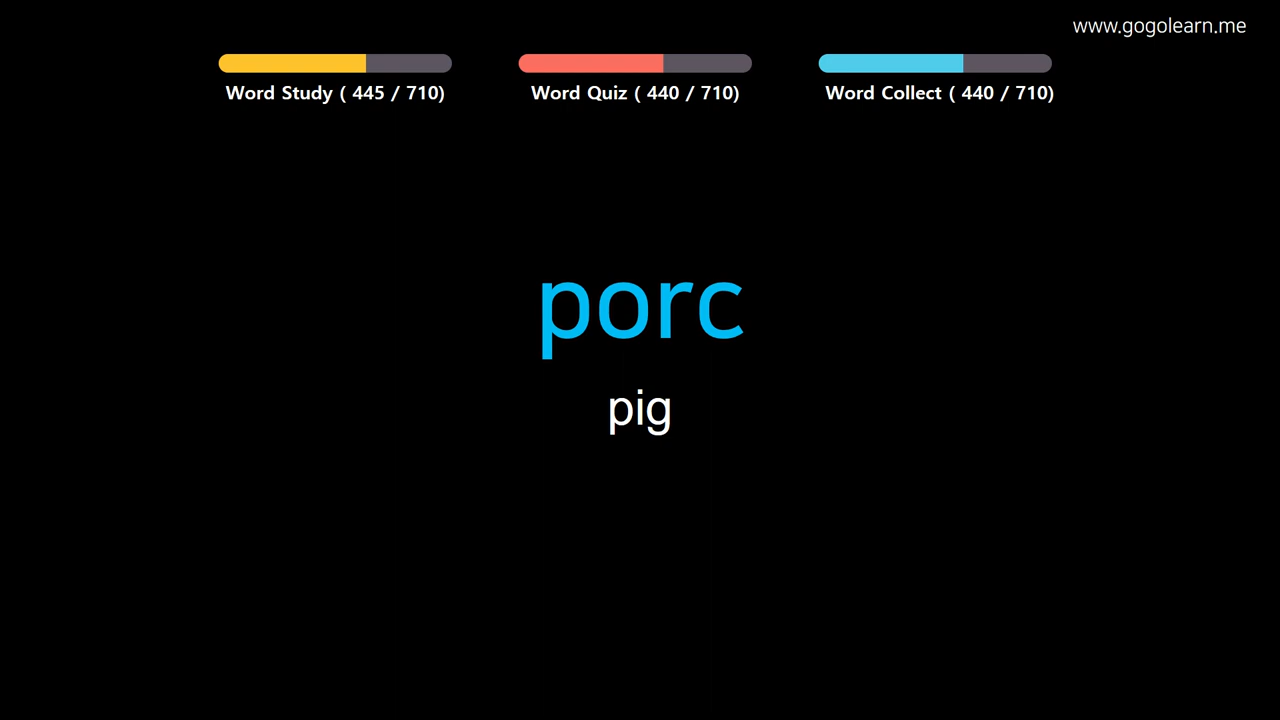 www.gogolearn.me
Word Study ( 445 / 710)
Word Quiz ( 440 / 710)
Word Collect ( 440 / 710)
porc
pig